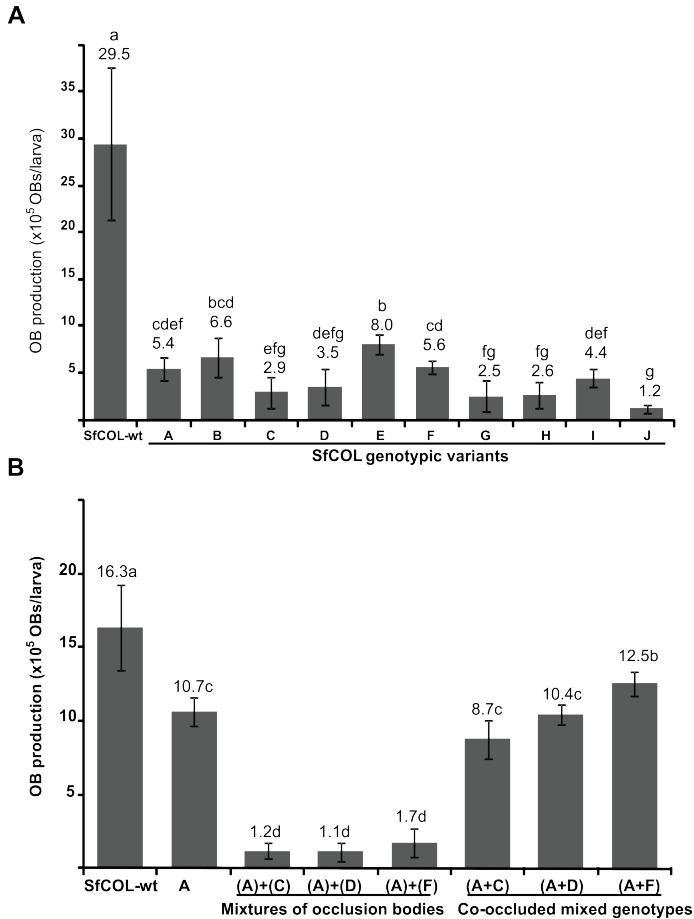 A
OB production (x10⁵ OBs/larva)
35
30
25
20
15
10
5
a
29.5
cdef
5.4
bcd
6.6
efg
2.9
defg
3.5
b
8.0
cd
5.6
fg
2.5
fg
2.6
def
4.4
g
1.2
SfCOL-wt A B C D E F G H I J
SfCOL genotypic variants
B
OB production (x10⁵ OBs/larva)
20
15
10
5
16.3a
10.7c
1.2d
1.1d
1.7d
8.7c
10.4c
12.5b
SfCOL-wt A (A)+(C) (A)+(D) (A)+(F) (A+C) (A+D) (A+F)
Mixtures of occlusion bodies Co-occluded mixed genotypes